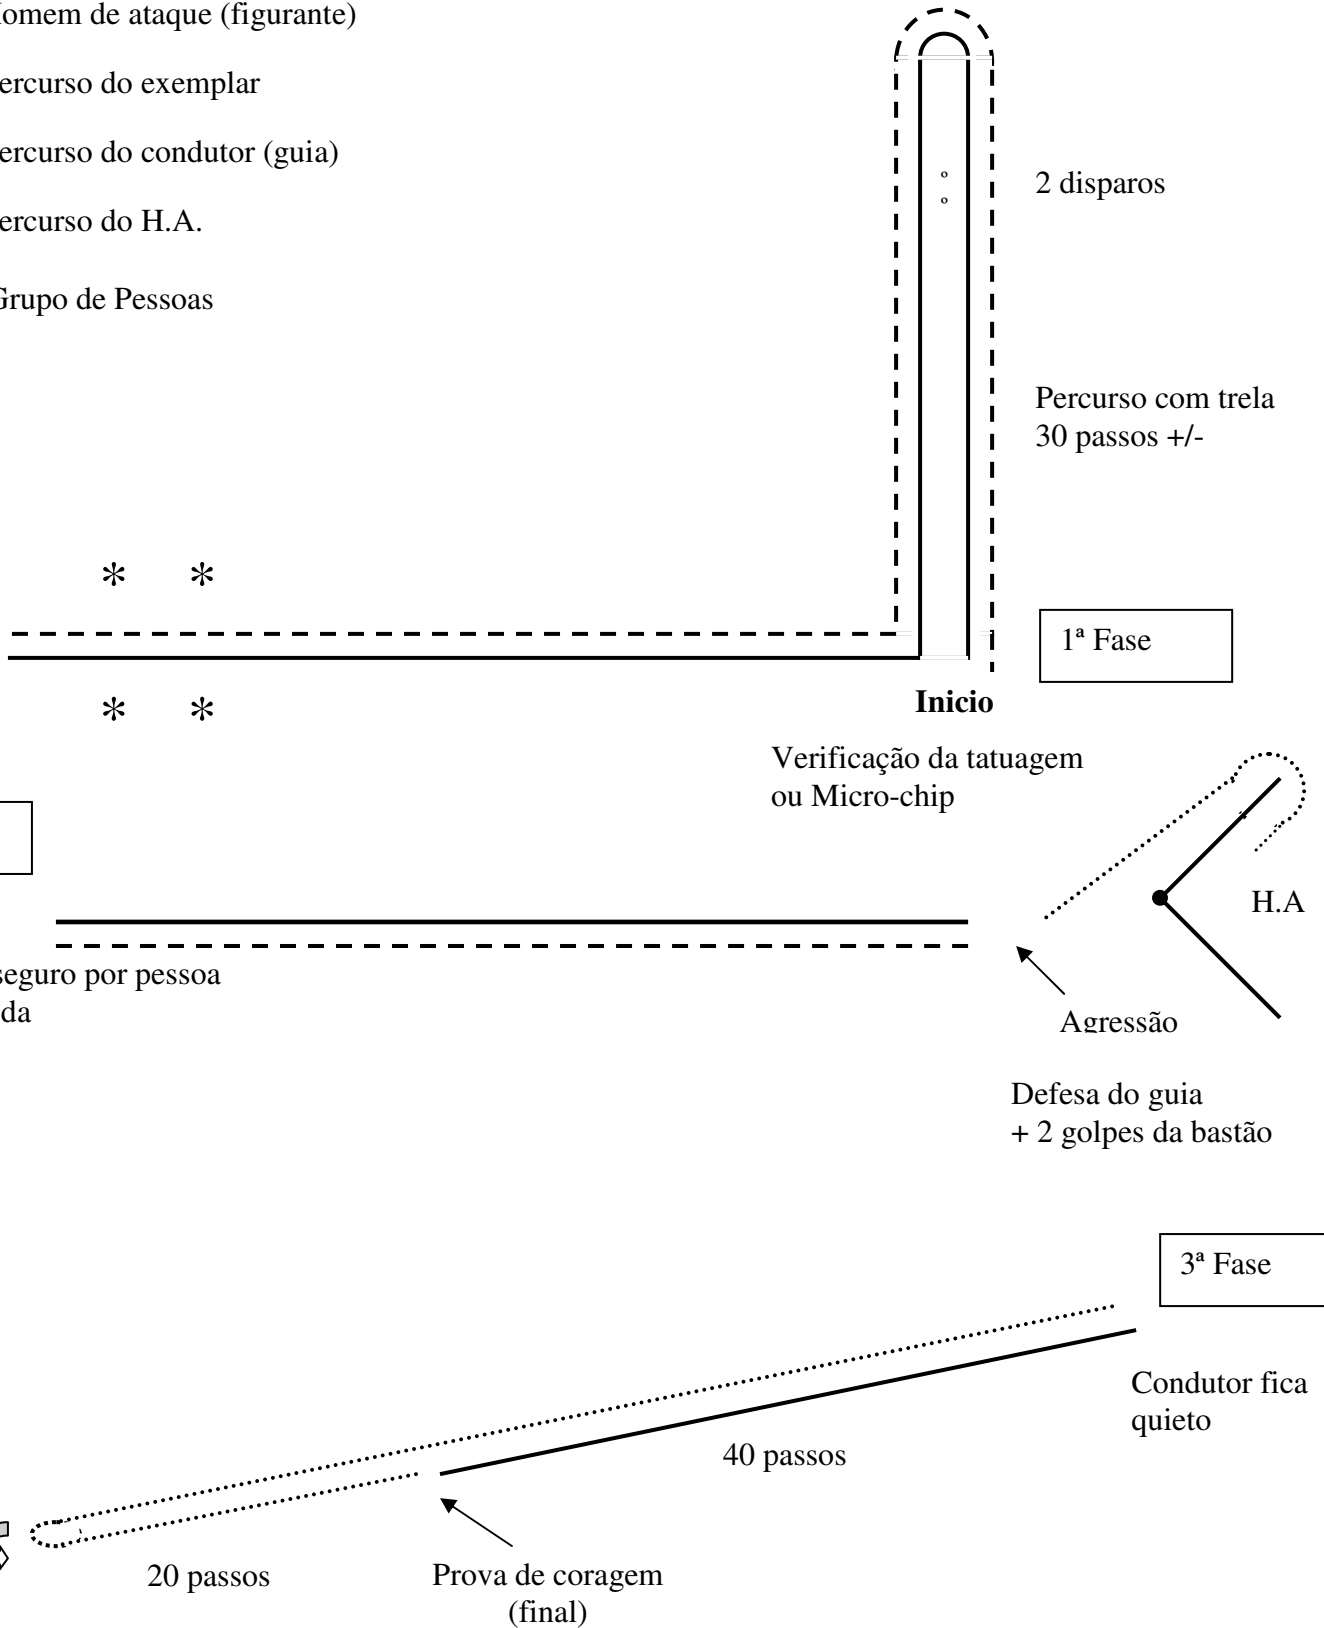 omem de ataque (figurante)
ercurso do exemplar
ercurso do condutor (guia)
2 disparos
ercurso do H.A.
Grupo de Pessoas
Percurso com trela
30 passos +/-
* *
1ª Fase
* *
Inicio
Verificação da tatuagem
ou Micro-chip
H.A
seguro por pessoa
da
Agressão
Defesa do guia
+ 2 golpes da bastão
3ª Fase
Condutor fica
quieto
40 passos
20 passos
Prova de coragem
(final)